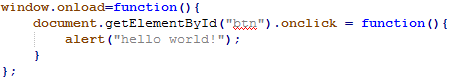 window.onload=function(){
    document.getElementById("btn").onclick = function(){
        alert("hello world!");
    }
};